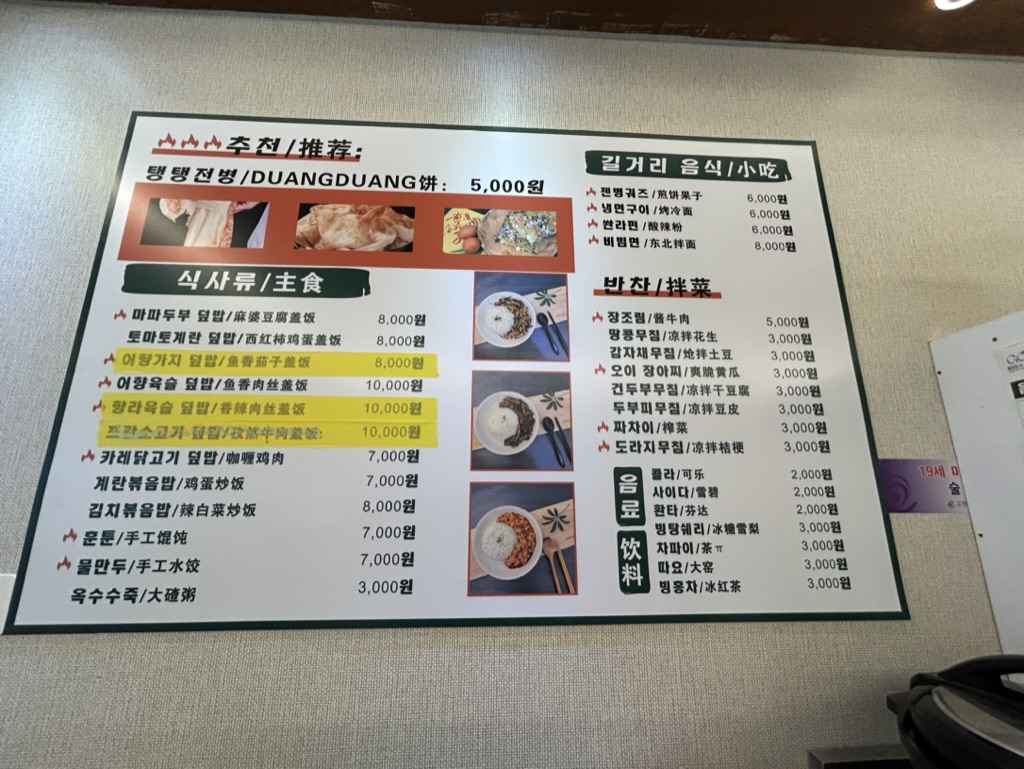 추천/推荐:
탱탱전병/DUANGDUANG饼: 5,000원
식사류/主食
마파두부 덮밥/麻婆豆腐盖饭 8,000원
토마토계란 덮밥/西红柿鸡蛋盖饭 8,000원
어향가지 덮밥/鱼香茄子盖饭 8,000원
어향육슬 덮밥/鱼香肉丝盖饭 10,000원
향라육슬 덮밥/香辣肉丝盖饭 10,000원
프라소고기 덮밥/孜然牛肉盖饭: 10,000원
카레닭고기 덮밥/咖喱鸡肉 7,000원
계란볶음밥/鸡蛋炒饭 7,000원
김치볶음밥/辣白菜炒饭 8,000원
훈툰/手工馄饨 7,000원
물만두/手工水饺 7,000원
옥수수죽/大碴粥 3,000원
길거리 음식/小吃
젠병궈즈/煎饼果子 6,000원
냉면구이/烤冷面 6,000원
싼라펀/酸辣粉 6,000원
비빔면/东北拌面 8,000원
반찬/拌菜
장조림/酱牛肉 5,000원
땅콩무침/凉拌花生 3,000원
감자채무침/炝拌土豆 3,000원
오이 장아찌/爽脆黄瓜 3,000원
건두부무침/凉拌干豆腐 3,000원
두부피무침/凉拌豆皮 3,000원
짜차이/榨菜 3,000원
도라지무침/凉拌桔梗 3,000원
음료
饮料
콜라/可乐 2,000원
사이다/雪碧 2,000원
환타/芬达 2,000원
빙탕쉐리/冰糖雪梨 3,000원
차파이/茶π 3,000원
따요/大窑 3,000원
빙홍차/冰红茶 3,000원
19세 미
술